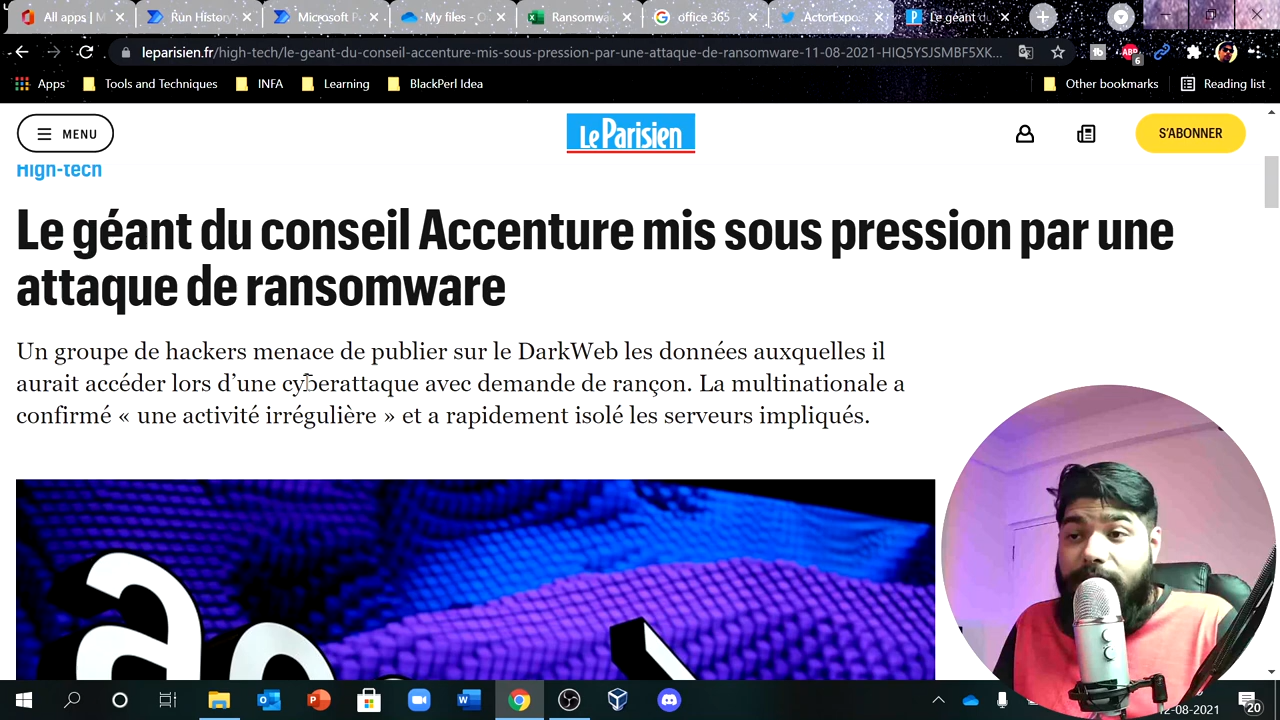 All apps | M
Run History
Microsoft P
My files - O
Ransomwa
office 365 -
.ActorExpo
Le géant d
leparisien.fr/high-tech/le-geant-du-conseil-accenture-mis-sous-pression-par-une-attaque-de-ransomware-11-08-2021-HIQ5YSJSMBF5XK...
Apps
Tools and Techniques
INFA
Learning
BlackPerl Idea
Other bookmarks
Reading list
MENU
Le Parisien
S'ABONNER
High-tech
Le géant du conseil Accenture mis sous pression par une
attaque de ransomware
Un groupe de hackers menace de publier sur le DarkWeb les données auxquelles il
aurait accéder lors d’une cyberattaque avec demande de rançon. La multinationale a
confirmé « une activité irrégulière » et a rapidement isolé les serveurs impliqués.
12-08-2021
20